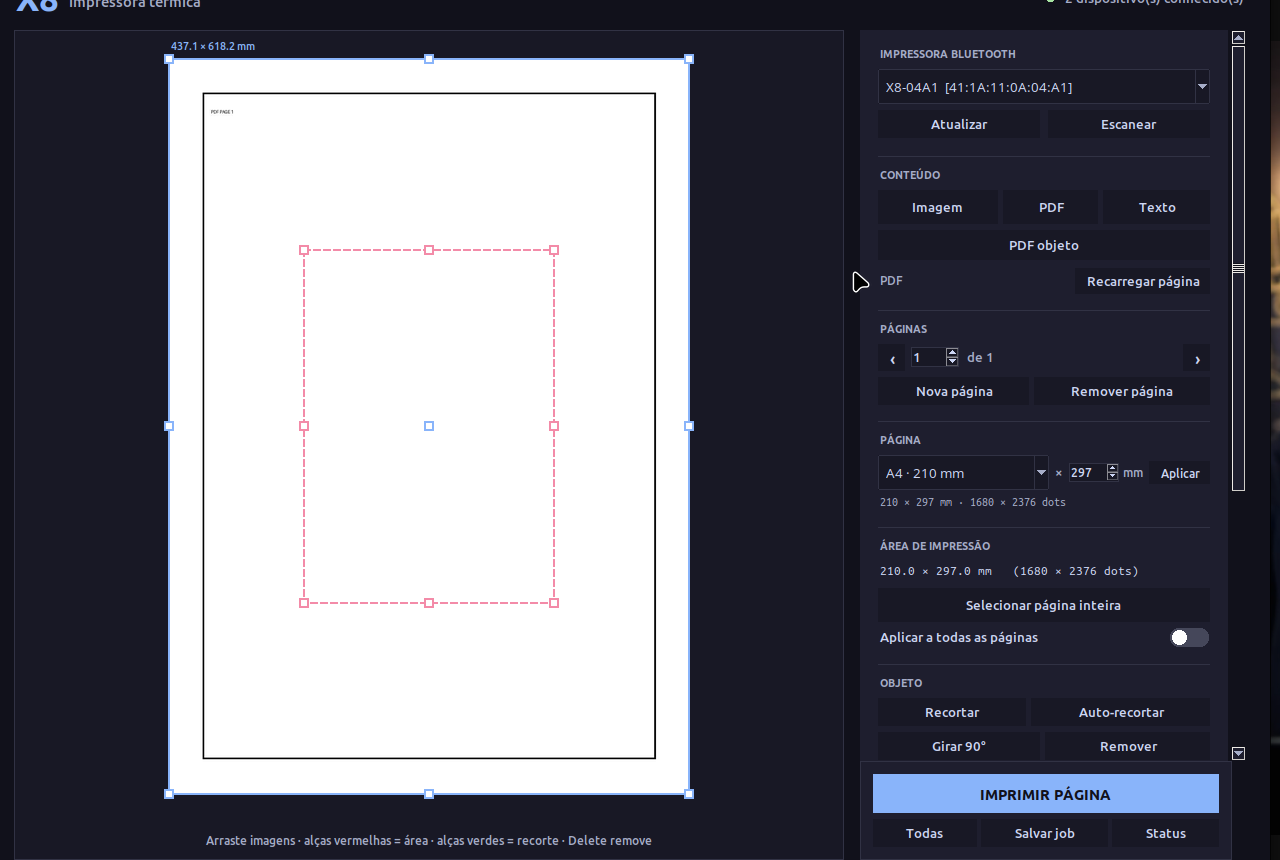 X8 Impressora térmica
2 dispositivo(s) conhecido(s)
437.1 × 618.2 mm
PDF PAGE 1
Arraste imagens · alças vermelhas = área · alças verdes = recorte · Delete remove
IMPRESSORA BLUETOOTH
X8-04A1 [41:1A:11:0A:04:A1]
Atualizar Escanear
CONTEÚDO
Imagem PDF Texto
PDF objeto
PDF Recarregar página
PÁGINAS
‹ 1 de 1 ›
Nova página Remover página
PÁGINA
A4 · 210 mm × 297 mm Aplicar
210 × 297 mm · 1680 × 2376 dots
ÁREA DE IMPRESSÃO
210.0 × 297.0 mm (1680 × 2376 dots)
Selecionar página inteira
Aplicar a todas as páginas
OBJETO
Recortar Auto-recortar
Girar 90° Remover
IMPRIMIR PÁGINA
Todas Salvar job Status